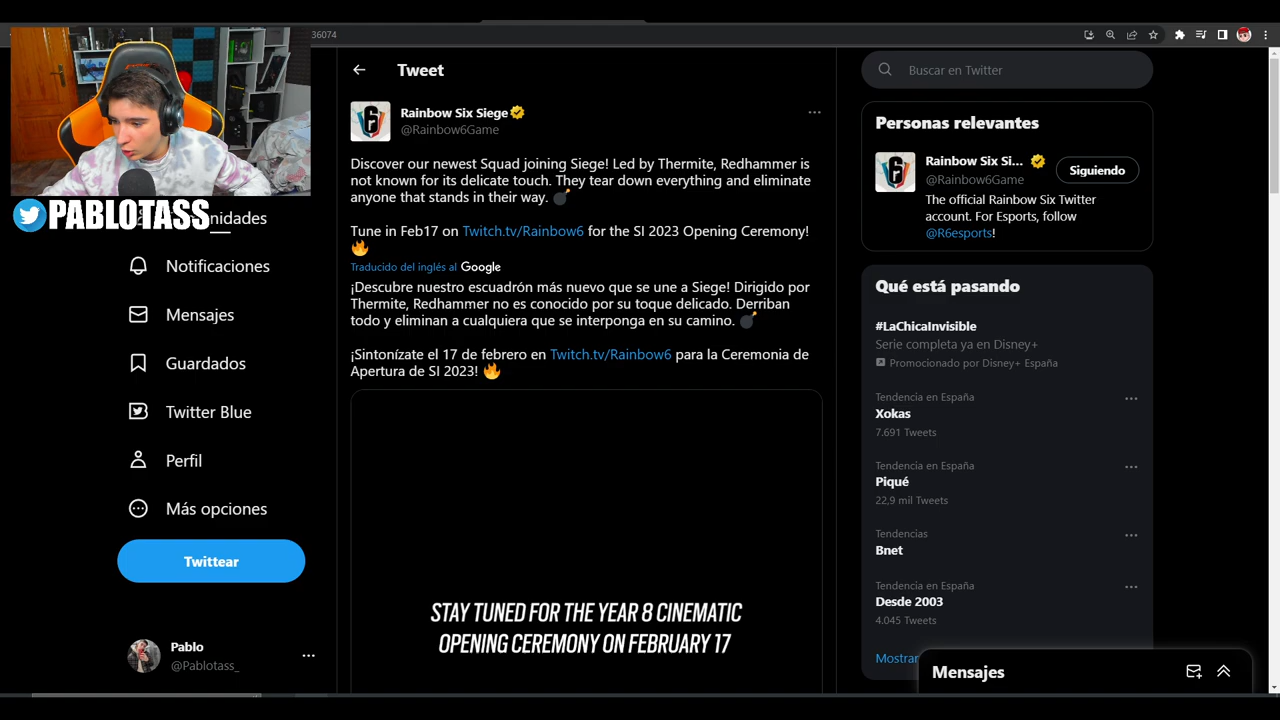 36074
PABLOTASS
nidades
Notificaciones
Mensajes
Guardados
Twitter Blue
Perfil
Más opciones
Twittear
Pablo
@Pablotass_
Tweet
Rainbow Six Siege
@Rainbow6Game
Discover our newest Squad joining Siege! Led by Thermite, Redhammer is
not known for its delicate touch. They tear down everything and eliminate
anyone that stands in their way. 💣
Tune in Feb17 on Twitch.tv/Rainbow6 for the SI 2023 Opening Ceremony!
🔥
Traducido del inglés al Google
¡Descubre nuestro escuadrón más nuevo que se une a Siege! Dirigido por
Thermite, Redhammer no es conocido por su toque delicado. Derriban
todo y eliminan a cualquiera que se interponga en su camino. 💣
¡Sintonízate el 17 de febrero en Twitch.tv/Rainbow6 para la Ceremonia de
Apertura de SI 2023! 🔥
STAY TUNED FOR THE YEAR 8 CINEMATIC
OPENING CEREMONY ON FEBRUARY 17
Buscar en Twitter
Personas relevantes
Rainbow Six Si...
@Rainbow6Game
Siguiendo
The official Rainbow Six Twitter
account. For Esports, follow
@R6esports!
Qué está pasando
#LaChicaInvisible
Serie completa ya en Disney+
Promocionado por Disney+ España
Tendencia en España
Xokas
7.691 Tweets
Tendencia en España
Piqué
22,9 mil Tweets
Tendencias
Bnet
Tendencia en España
Desde 2003
4.045 Tweets
Mostrar
Mensajes